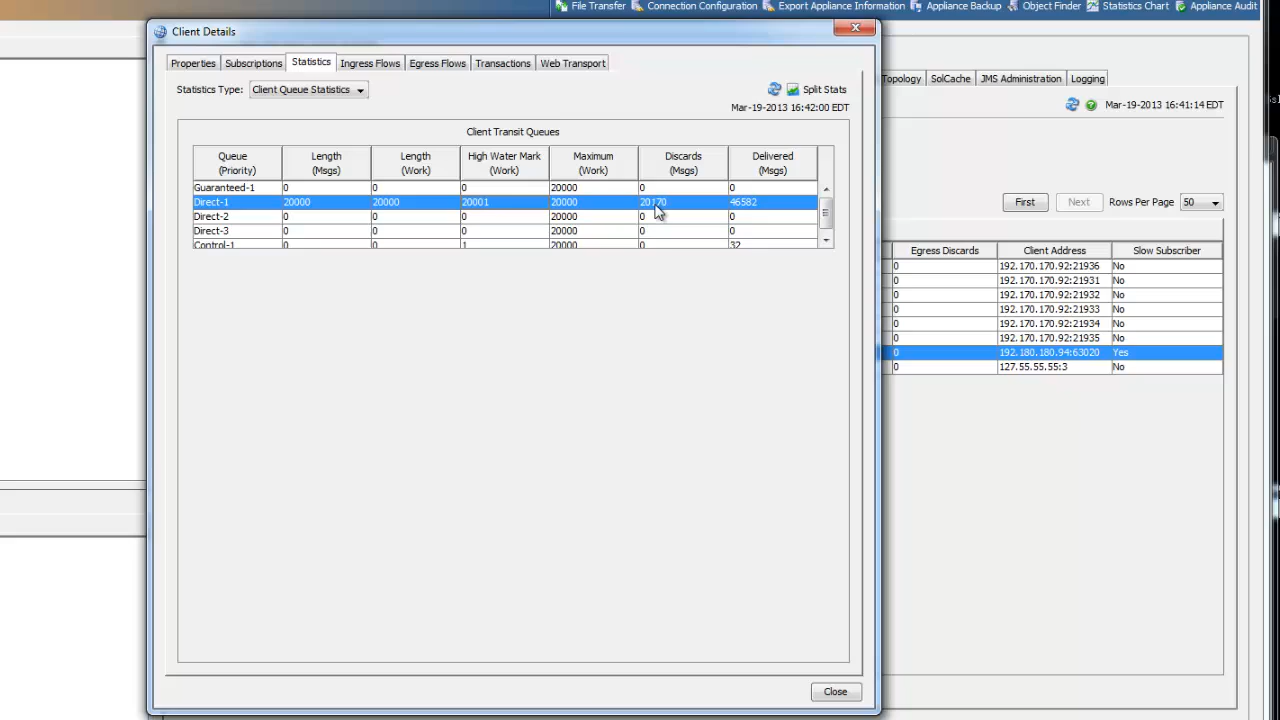 File Transfer Connection Configuration Export Appliance Information Appliance Backup Object Finder Statistics Chart Appliance Audit
Client Details
Properties Subscriptions Statistics Ingress Flows Egress Flows Transactions Web Transport
Statistics Type: Client Queue Statistics Split Stats
Mar-19-2013 16:42:00 EDT
Client Transit Queues
Queue (Priority) Length (Msgs) Length (Work) High Water Mark (Work) Maximum (Work) Discards (Msgs) Delivered (Msgs)
Guaranteed-1 0 0 0 20000 0 0
Direct-1 20000 20000 20001 20000 20170 46582
Direct-2 0 0 0 20000 0 0
Direct-3 0 0 0 20000 0 0
Control-1 0 0 1 20000 0 32
Close
Topology SolCache JMS Administration Logging
Mar-19-2013 16:41:14 EDT
First Next Rows Per Page 50
Egress Discards Client Address Slow Subscriber
0 192.170.170.92:21936 No
0 192.170.170.92:21931 No
0 192.170.170.92:21932 No
0 192.170.170.92:21933 No
0 192.170.170.92:21934 No
0 192.170.170.92:21935 No
0 192.180.180.94:63020 Yes
0 127.55.55.55:3 No